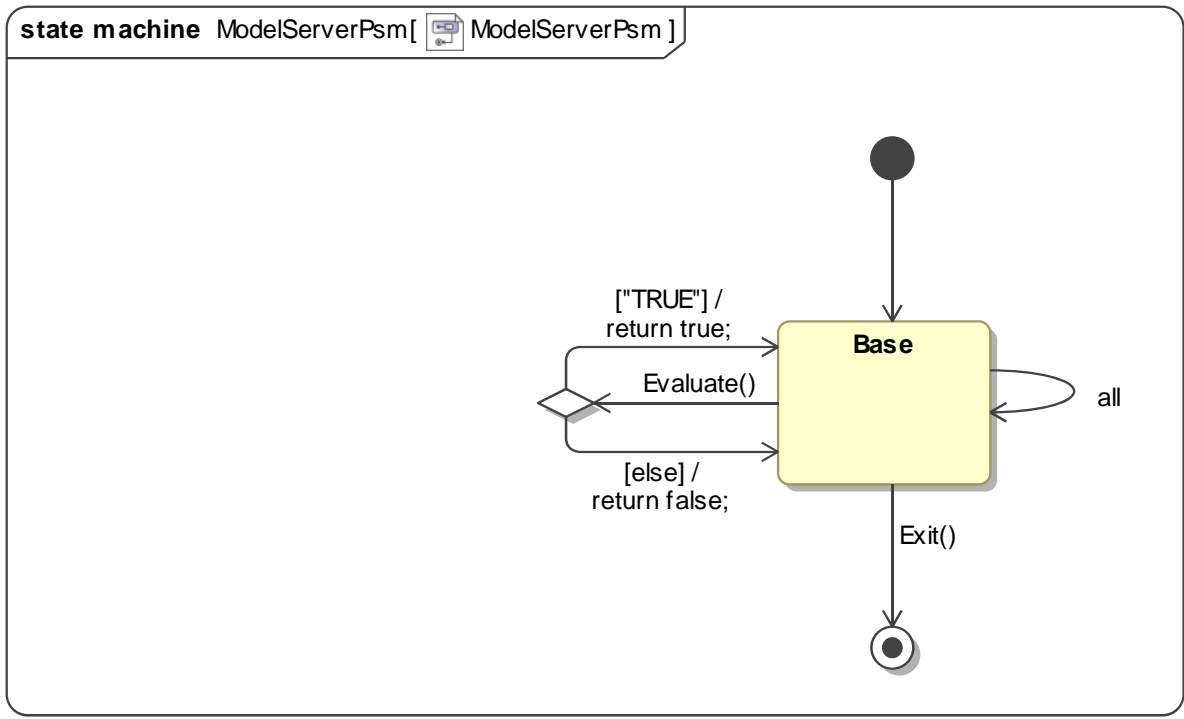 state machine ModelServerPsm[ ModelServerPsm ]
["TRUE"] /
return true;
Base
Evaluate()
all
[else] /
return false;
Exit()